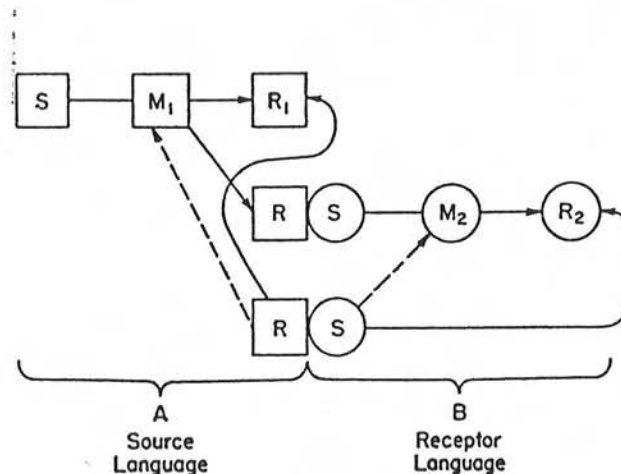 S M₁ R₁
R S M₂ R₂
R S
A B
Source Receptor
Language Language